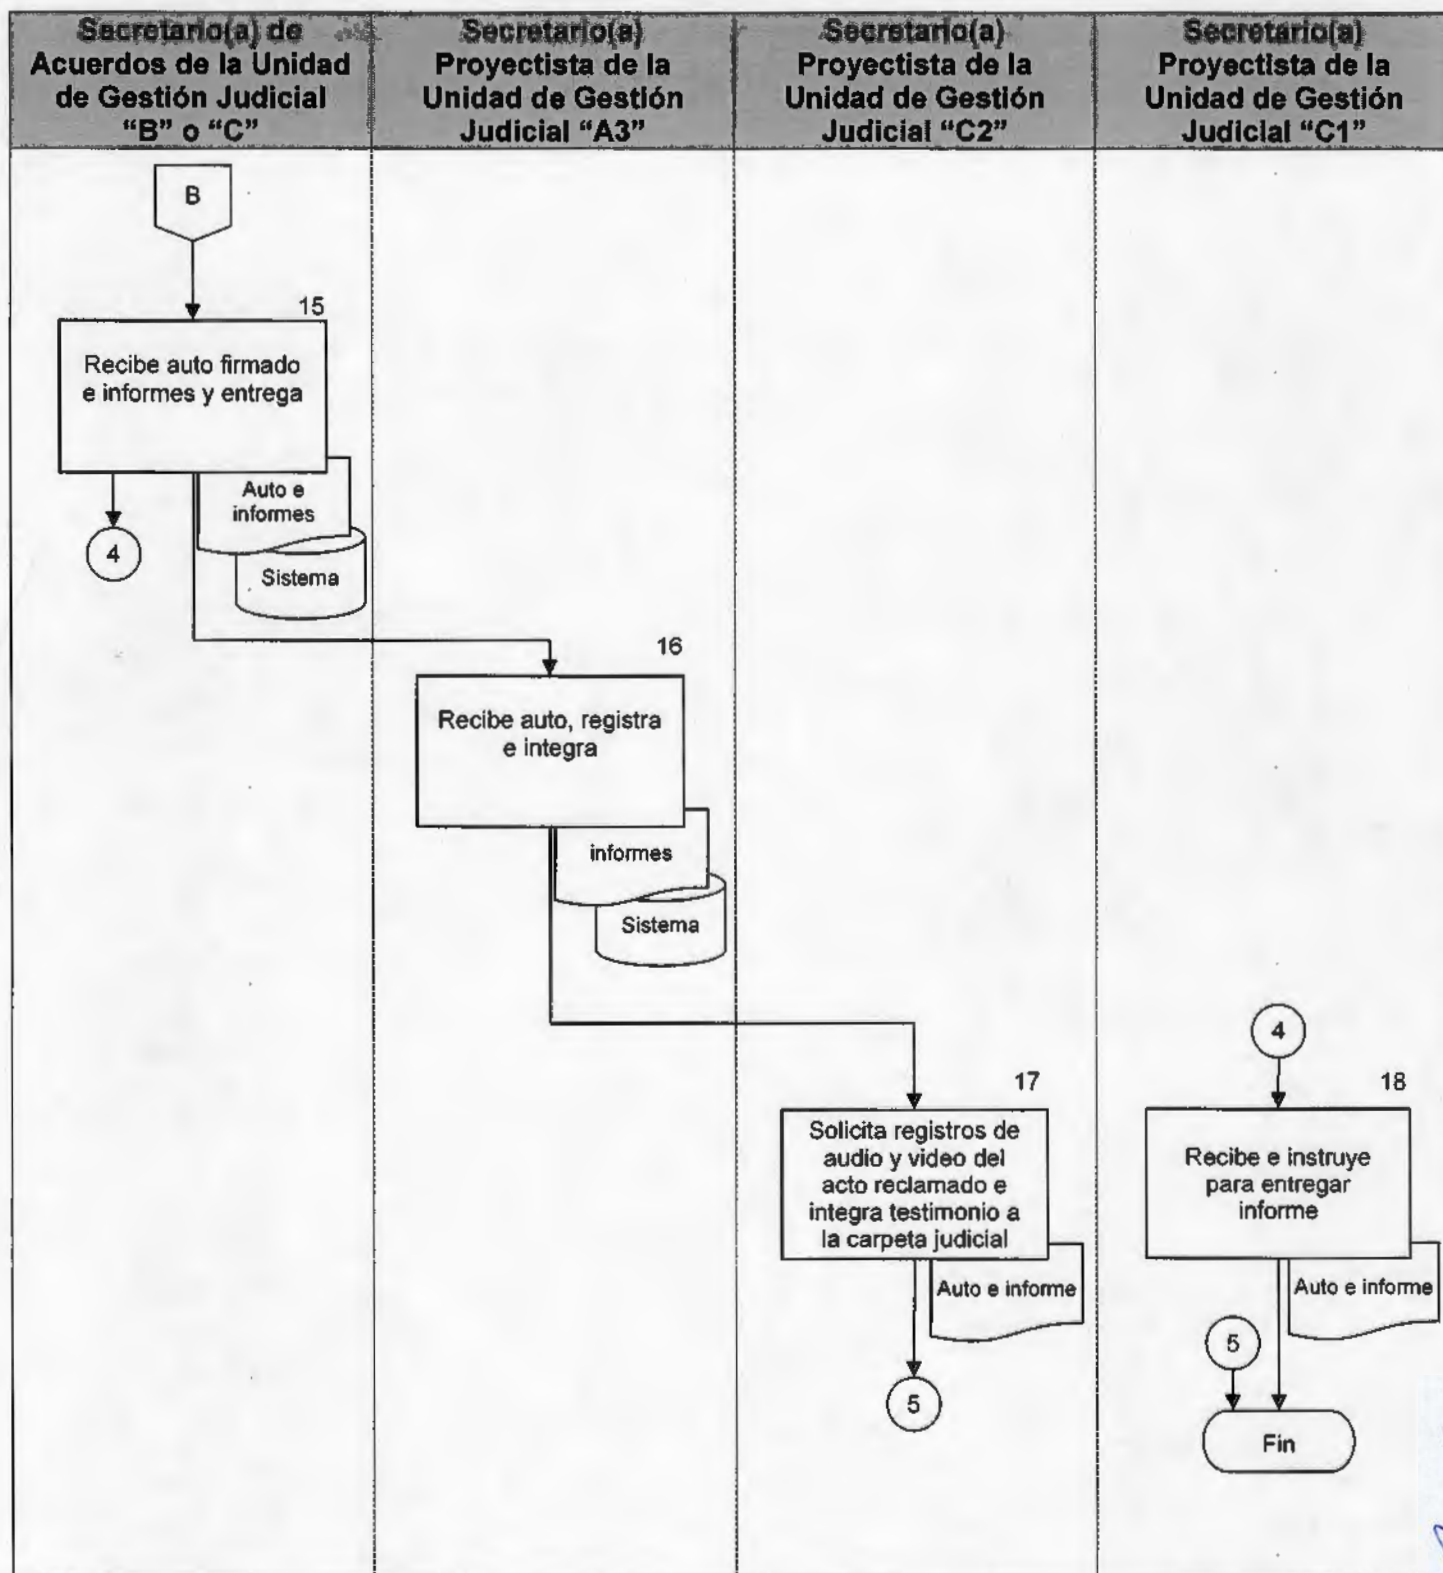 Secretario(a) de
Acuerdos de la Unidad
de Gestión Judicial
“B” o “C”
Secretario(a)
Proyectista de la
Unidad de Gestión
Judicial “A3”
Secretario(a)
Proyectista de la
Unidad de Gestión
Judicial “C2”
Secretario(a)
Proyectista de la
Unidad de Gestión
Judicial “C1”
B
15
Recibe auto firmado
e informes y entrega
Auto e
informes
4
Sistema
16
Recibe auto, registra
e integra
informes
Sistema
17
Solicita registros de
audio y video del
acto reclamado e
integra testimonio a
la carpeta judicial
Auto e informe
5
4
18
Recibe e instruye
para entregar
informe
Auto e informe
5
Fin